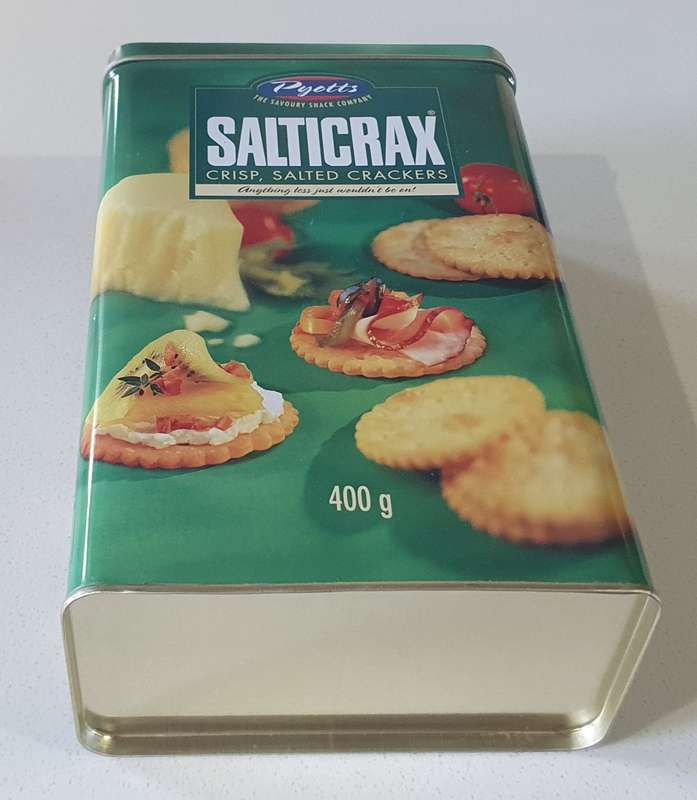 Pyotts
THE SAVOURY SNACK COMPANY
SALTICRAX®
CRISP, SALTED CRACKERS
Anything less just wouldn't be on!
400 g